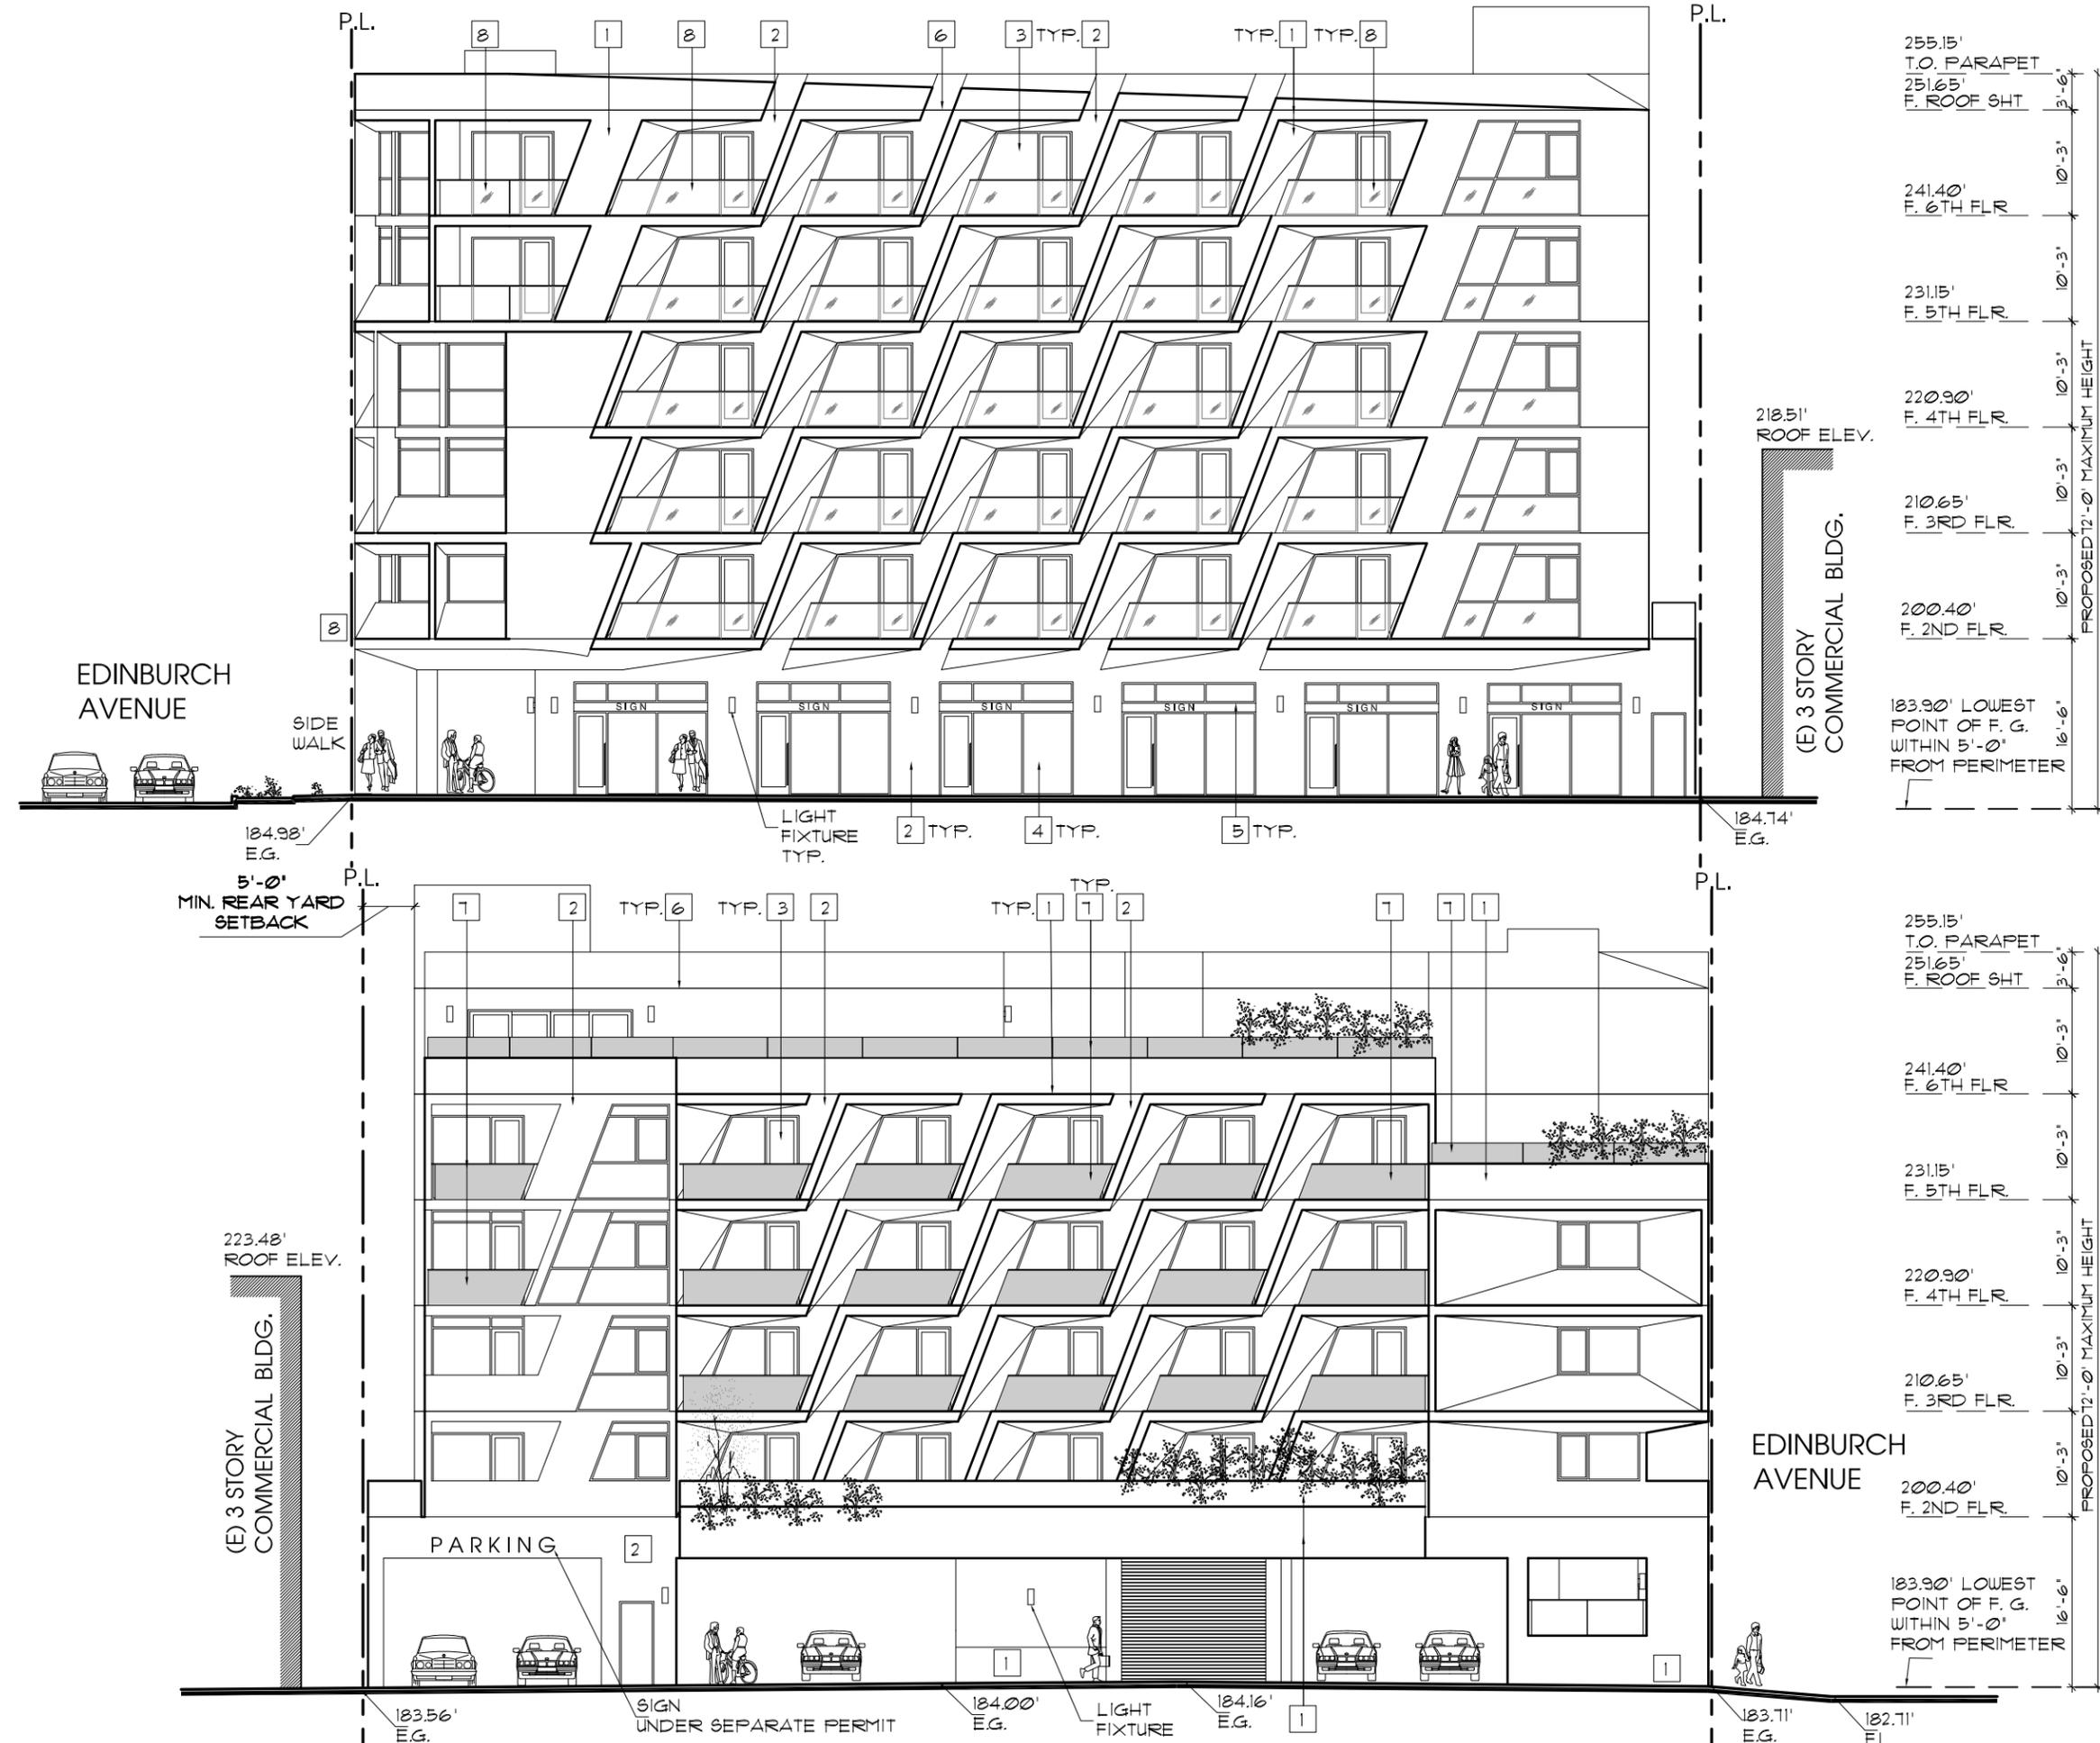 P.L.
P.L.
8
1
8
2
6
3 TYP. 2
TYP. 1 TYP. 8
255.15'
T.O. PARAPET
251.65'
F. ROOF SHT
3'-6"
10'-3"
241.40'
F. 6TH FLR
10'-3"
231.15'
F. 5TH FLR.
10'-3"
220.90'
F. 4TH FLR.
10'-3"
210.65'
F. 3RD FLR.
10'-3"
200.40'
F. 2ND FLR.
183.90' LOWEST
POINT OF F. G.
WITHIN 5'-0"
FROM PERIMETER
16'-6"
PROPOSED 72'-0' MAXIMUM HEIGHT
218.51'
ROOF ELEV.
(E) 3 STORY
COMMERCIAL BLDG.
8
EDINBURCH
AVENUE
SIDE
WALK
SIGN
SIGN
SIGN
SIGN
SIGN
SIGN
184.98'
E.G.
LIGHT
FIXTURE
TYP.
2 TYP.
4 TYP.
5 TYP.
184.74'
E.G.
5'-0"
MIN. REAR YARD
SETBACK
P.L.
P.L.
7
2
TYP. 6
TYP. 3
2
TYP. 1
TYP.
7
2
7
7
1
255.15'
T.O. PARAPET
251.65'
F. ROOF SHT
3'-6"
10'-3"
241.40'
F. 6TH FLR
10'-3"
231.15'
F. 5TH FLR.
10'-3"
220.90'
F. 4TH FLR.
10'-3"
210.65'
F. 3RD FLR.
10'-3"
200.40'
F. 2ND FLR.
183.90' LOWEST
POINT OF F. G.
WITHIN 5'-0"
FROM PERIMETER
16'-6"
PROPOSED 72'-0' MAXIMUM HEIGHT
223.48'
ROOF ELEV.
(E) 3 STORY
COMMERCIAL BLDG.
EDINBURCH
AVENUE
PARKING
2
1
1
183.56'
E.G.
SIGN
UNDER SEPARATE PERMIT
184.00'
E.G.
LIGHT
FIXTURE
184.16'
E.G.
1
183.71'
E.G.
182.71'